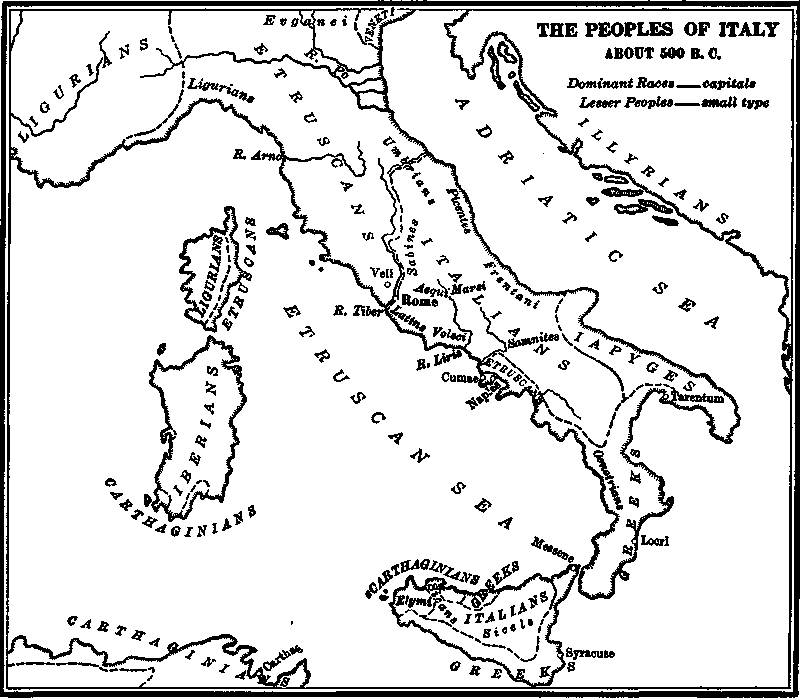 THE PEOPLES OF ITALY
ABOUT 500 B. C.
Dominant Races — capitals
Lesser Peoples — small type
Evganei
VENETI
R. Po
LIGURIANS
Ligurians
ETRUSCANS
R. Arno
ADRIATIC SEA
ILLYRIANS
Umbrians
Picentes
Sabines
ITALIANS
Veii
Aequi
Marsi
Frentani
Rome
R. Tiber
Latins
Volsci
R. Liris
Samnites
IAPYGES
ETRUSCANS
Cumae
Tarentum
LIGURIANS
ETRUSCANS
ETRUSCAN SEA
IBERIANS
CARTHAGINIANS
Oenotrians
GREEKS
Locri
Messene
CARTHAGINIANS
GREEKS
Elymi
ITALIANS
Sicels
Syracuse
GREEKS
CARTHAGINIANS
Carthage